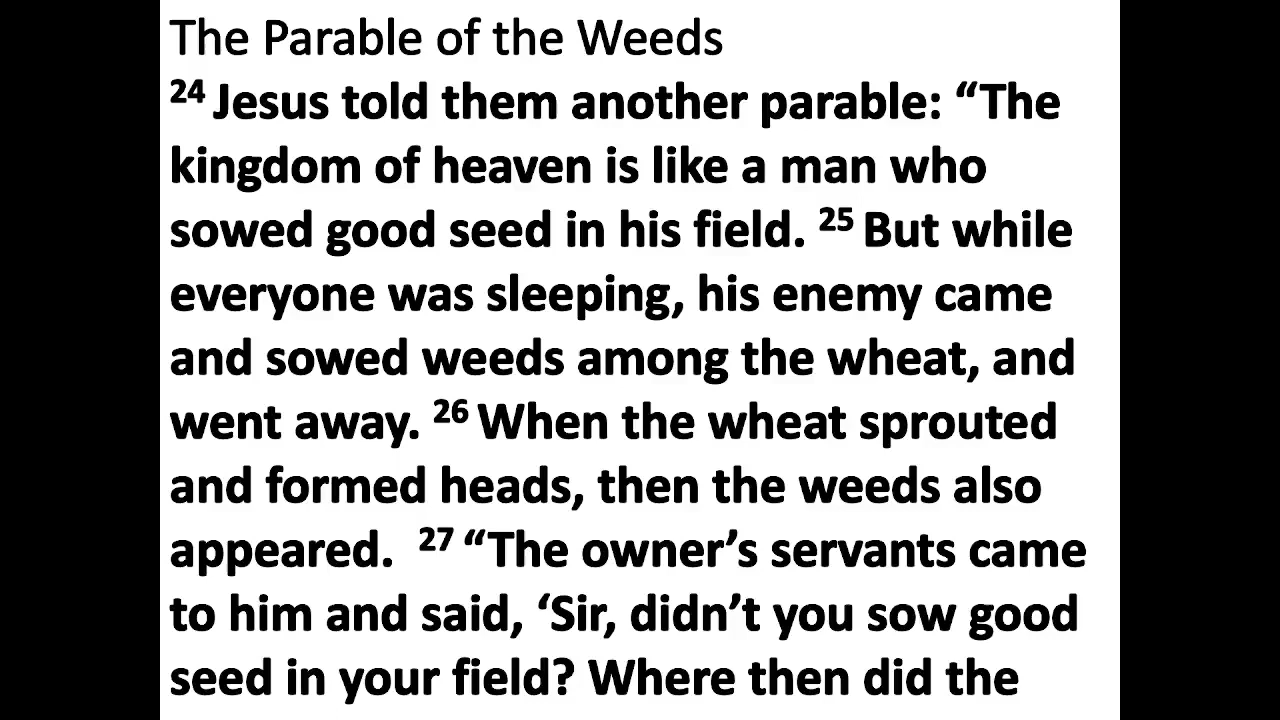 The Parable of the Weeds
24 Jesus told them another parable: “The
kingdom of heaven is like a man who
sowed good seed in his field. 25 But while
everyone was sleeping, his enemy came
and sowed weeds among the wheat, and
went away. 26 When the wheat sprouted
and formed heads, then the weeds also
appeared.  27 “The owner’s servants came
to him and said, ‘Sir, didn’t you sow good
seed in your field? Where then did the